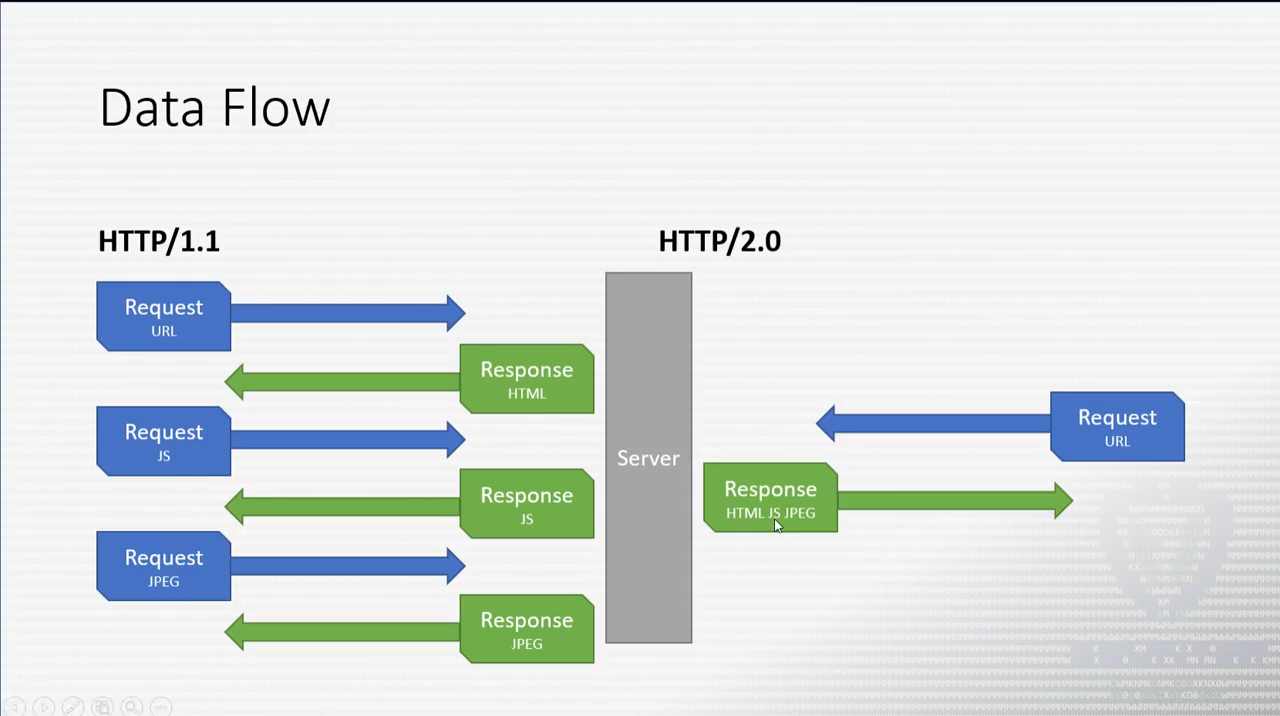 Data Flow
HTTP/1.1
HTTP/2.0
Request
URL
Response
HTML
Request
JS
Response
JS
Request
JPEG
Response
JPEG
Server
Request
URL
Response
HTML JS JPEG